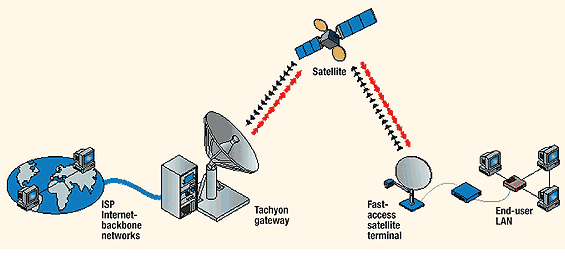 Satellite
ISP
Internet-
backbone
networks
Tachyon
gateway
Fast-
access
satellite
terminal
End-user
LAN